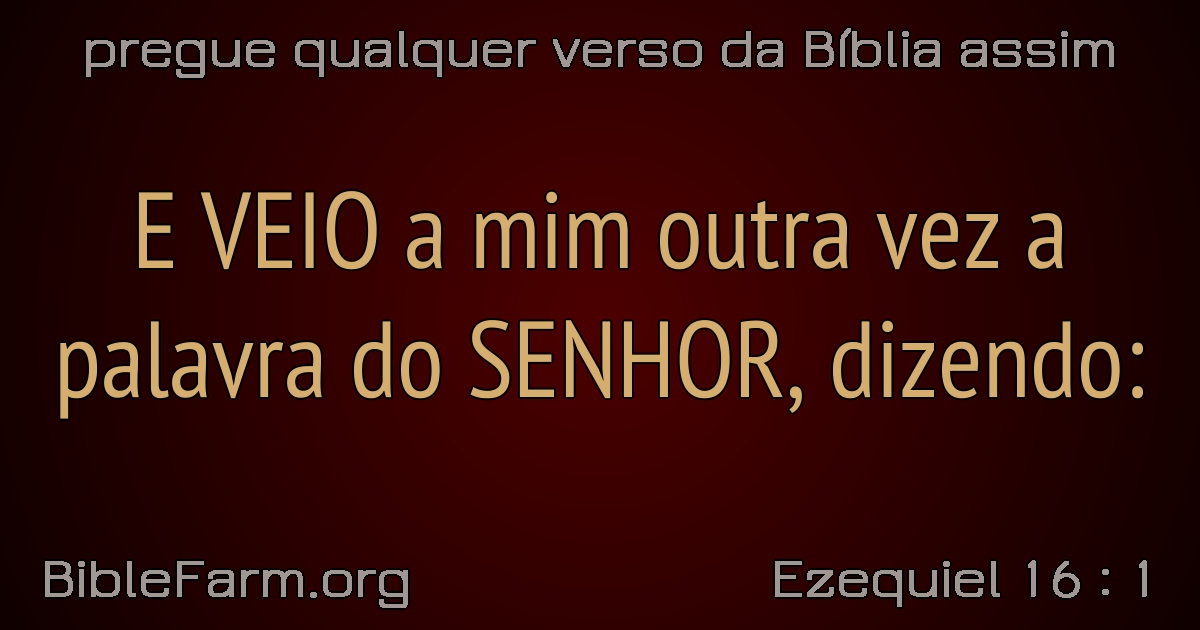 pregue qualquer verso da Bíblia assim
E VEIO a mim outra vez a
palavra do SENHOR, dizendo:
BibleFarm.org
Ezequiel 16 : 1